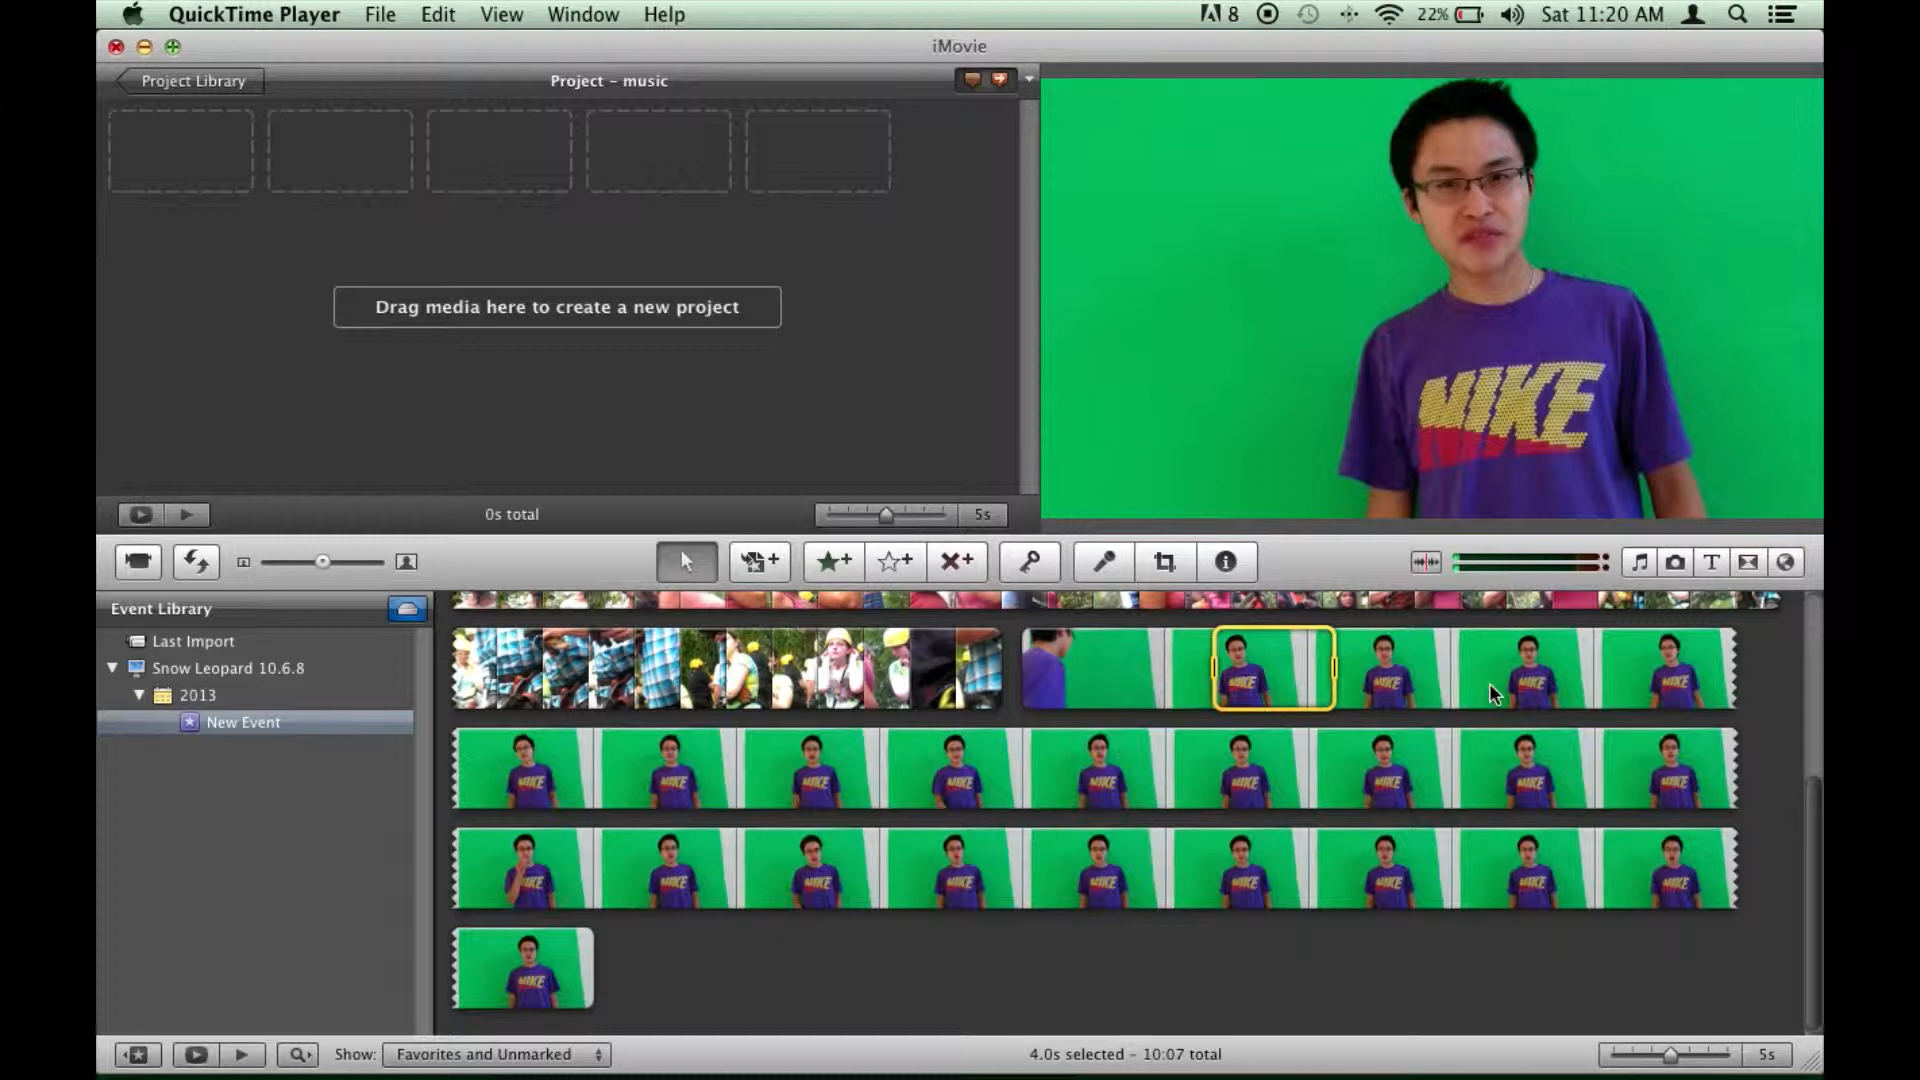 QuickTime Player File Edit View Window Help 8 22% Sat 11:20 AM
iMovie
Project Library Project - music
Drag media here to create a new project
NIKE
0s total 5s
Event Library
Last Import
Snow Leopard 10.6.8
2013
New Event
Show: Favorites and Unmarked 4.0s selected - 10:07 total 5s